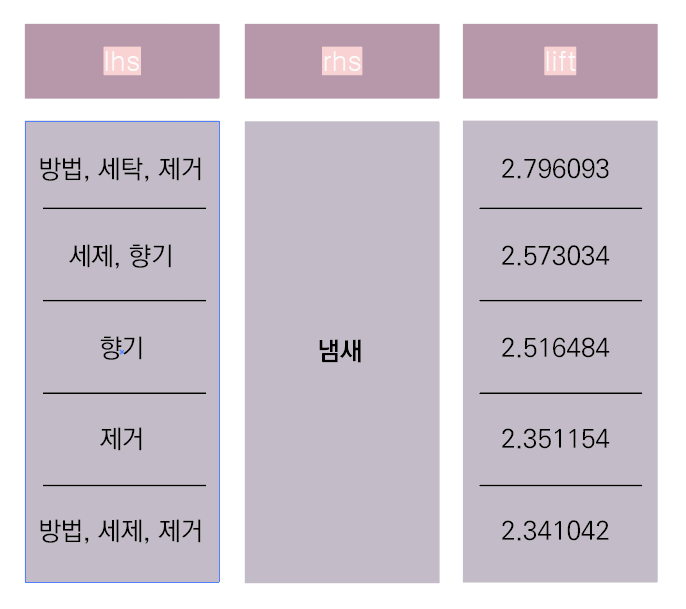 lhs rhs lift
방법, 세탁, 제거 2.796093
세제, 향기 2.573034
향기 냄새 2.516484
제거 2.351154
방법, 세제, 제거 2.341042